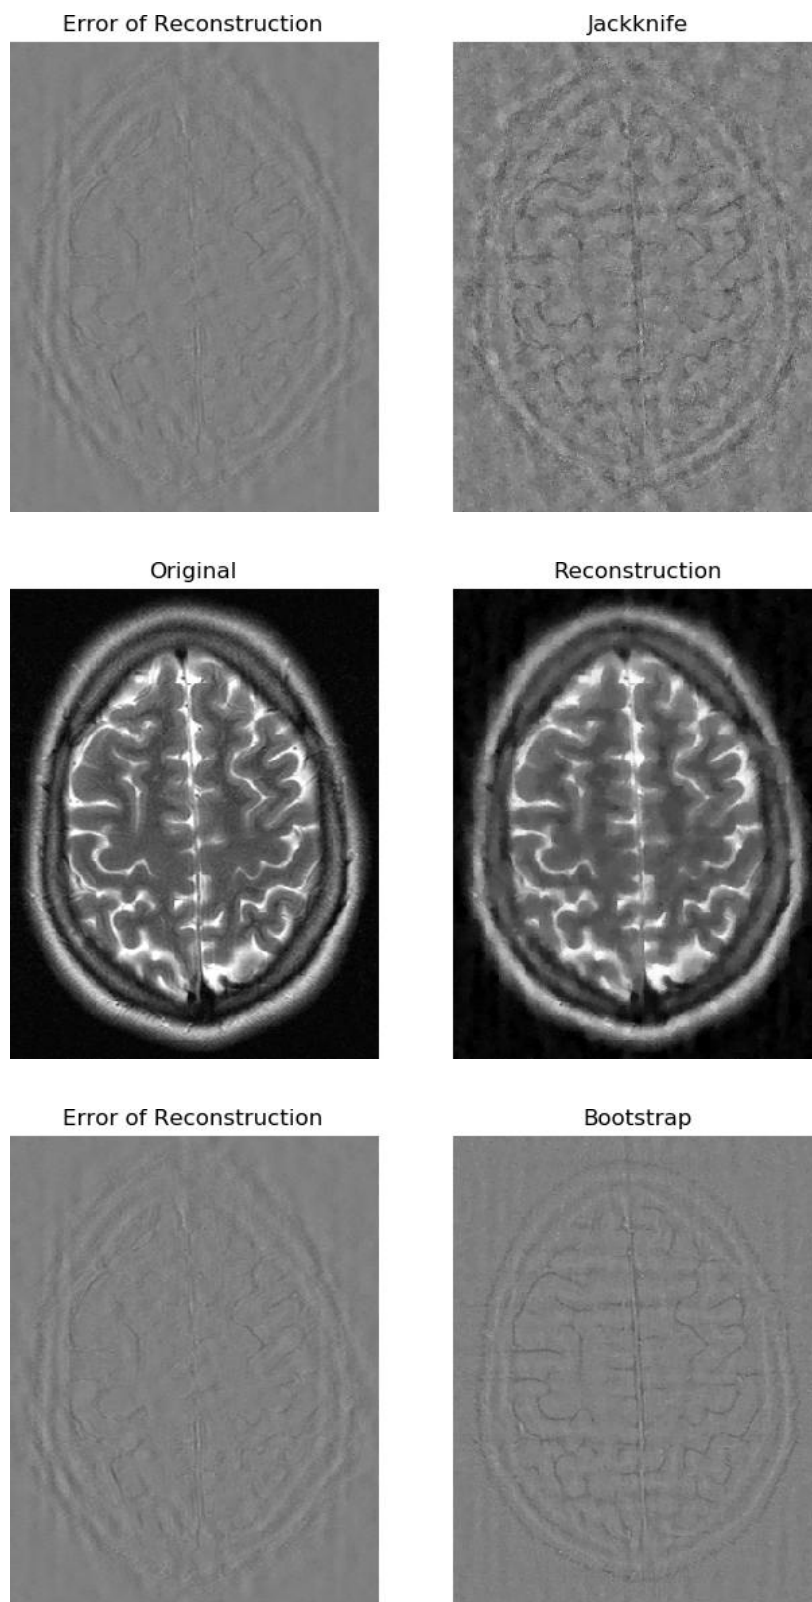 Error of Reconstruction
Jackknife
Original
Reconstruction
Error of Reconstruction
Bootstrap